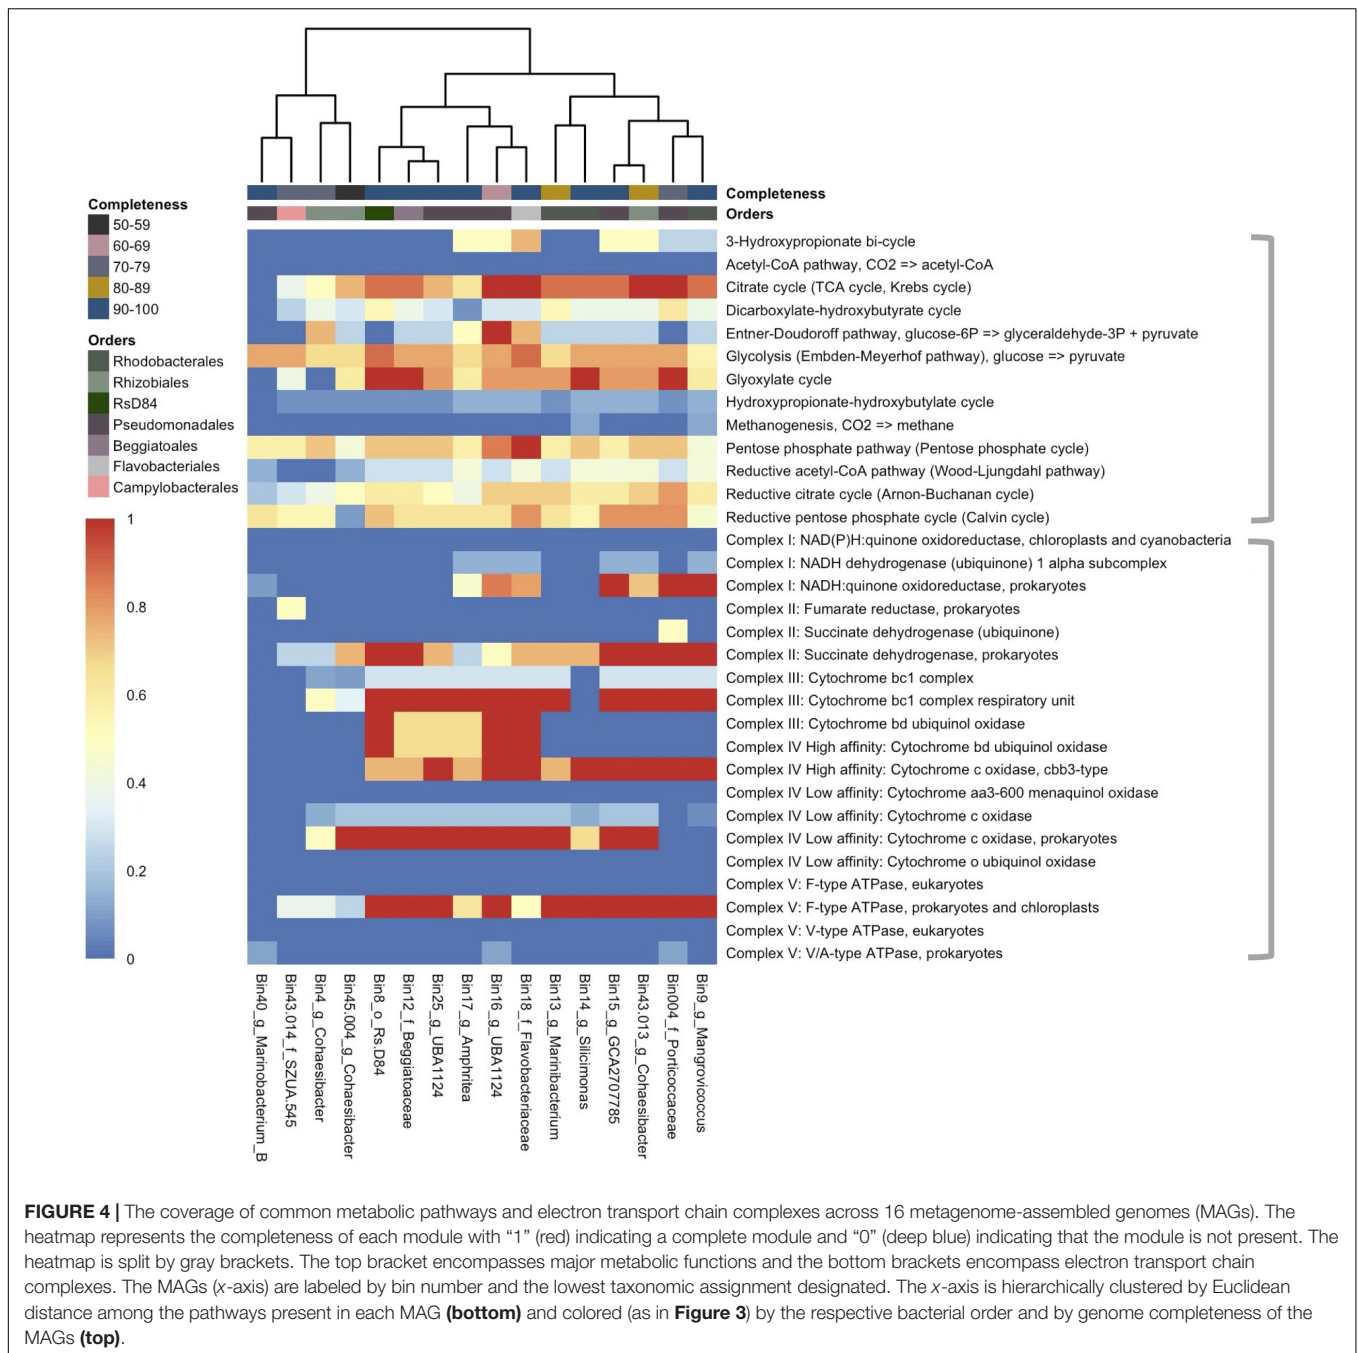 Completeness
Orders
Completeness
50-59
60-69
70-79
80-89
90-100
Orders
Rhodobacterales
Rhizobiales
RsD84
Pseudomonadales
Beggiatoales
Flavobacteriales
Campylobacterales
1
0.8
0.6
0.4
0.2
0
3-Hydroxypropionate bi-cycle
Acetyl-CoA pathway, CO2 => acetyl-CoA
Citrate cycle (TCA cycle, Krebs cycle)
Dicarboxylate-hydroxybutyrate cycle
Entner-Doudoroff pathway, glucose-6P => glyceraldehyde-3P + pyruvate
Glycolysis (Embden-Meyerhof pathway), glucose => pyruvate
Glyoxylate cycle
Hydroxypropionate-hydroxybutylate cycle
Methanogenesis, CO2 => methane
Pentose phosphate pathway (Pentose phosphate cycle)
Reductive acetyl-CoA pathway (Wood-Ljungdahl pathway)
Reductive citrate cycle (Arnon-Buchanan cycle)
Reductive pentose phosphate cycle (Calvin cycle)
Complex I: NAD(P)H:quinone oxidoreductase, chloroplasts and cyanobacteria
Complex I: NADH dehydrogenase (ubiquinone) 1 alpha subcomplex
Complex I: NADH:quinone oxidoreductase, prokaryotes
Complex II: Fumarate reductase, prokaryotes
Complex II: Succinate dehydrogenase (ubiquinone)
Complex II: Succinate dehydrogenase, prokaryotes
Complex III: Cytochrome bc1 complex
Complex III: Cytochrome bc1 complex respiratory unit
Complex III: Cytochrome bd ubiquinol oxidase
Complex IV High affinity: Cytochrome bd ubiquinol oxidase
Complex IV High affinity: Cytochrome c oxidase, cbb3-type
Complex IV Low affinity: Cytochrome aa3-600 menaquinol oxidase
Complex IV Low affinity: Cytochrome c oxidase
Complex IV Low affinity: Cytochrome c oxidase, prokaryotes
Complex IV Low affinity: Cytochrome o ubiquinol oxidase
Complex V: F-type ATPase, eukaryotes
Complex V: F-type ATPase, prokaryotes and chloroplasts
Complex V: V-type ATPase, eukaryotes
Complex V: V/A-type ATPase, prokaryotes
Bin40_g_Marinobacterium_B
Bin43.014_f_SZUA.545
Bin4_g_Cohaesibacter
Bin45.004_g_Cohaesibacter
Bin8_o_Rs.D84
Bin12_f_Beggiatoaceae
Bin25_g_UBA1124
Bin17_g_Amphritea
Bin16_g_UBA1124
Bin18_f_Flavobacteriaceae
Bin13_g_Marinibacterium
Bin14_g_Silicimonas
Bin15_g_GCA2707785
Bin43.013_g_Cohaesibacter
Bin004_f_Porticoccaceae
Bin9_g_Mangrovicoccus
FIGURE 4 | The coverage of common metabolic pathways and electron transport chain complexes across 16 metagenome-assembled genomes (MAGs). The
heatmap represents the completeness of each module with “1” (red) indicating a complete module and “0” (deep blue) indicating that the module is not present. The
heatmap is split by gray brackets. The top bracket encompasses major metabolic functions and the bottom brackets encompass electron transport chain
complexes. The MAGs (x-axis) are labeled by bin number and the lowest taxonomic assignment designated. The x-axis is hierarchically clustered by Euclidean
distance among the pathways present in each MAG (bottom) and colored (as in Figure 3) by the respective bacterial order and by genome completeness of the
MAGs (top).